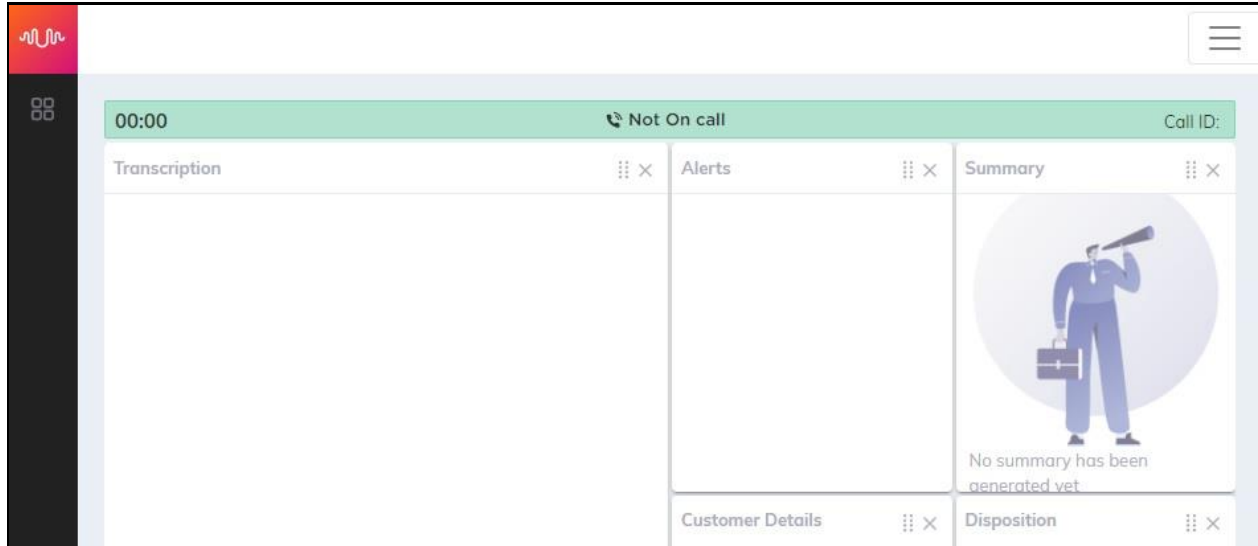 00:00 Not On call Call ID:
Transcription
Alerts
Summary
No summary has been
generated yet
Customer Details
Disposition